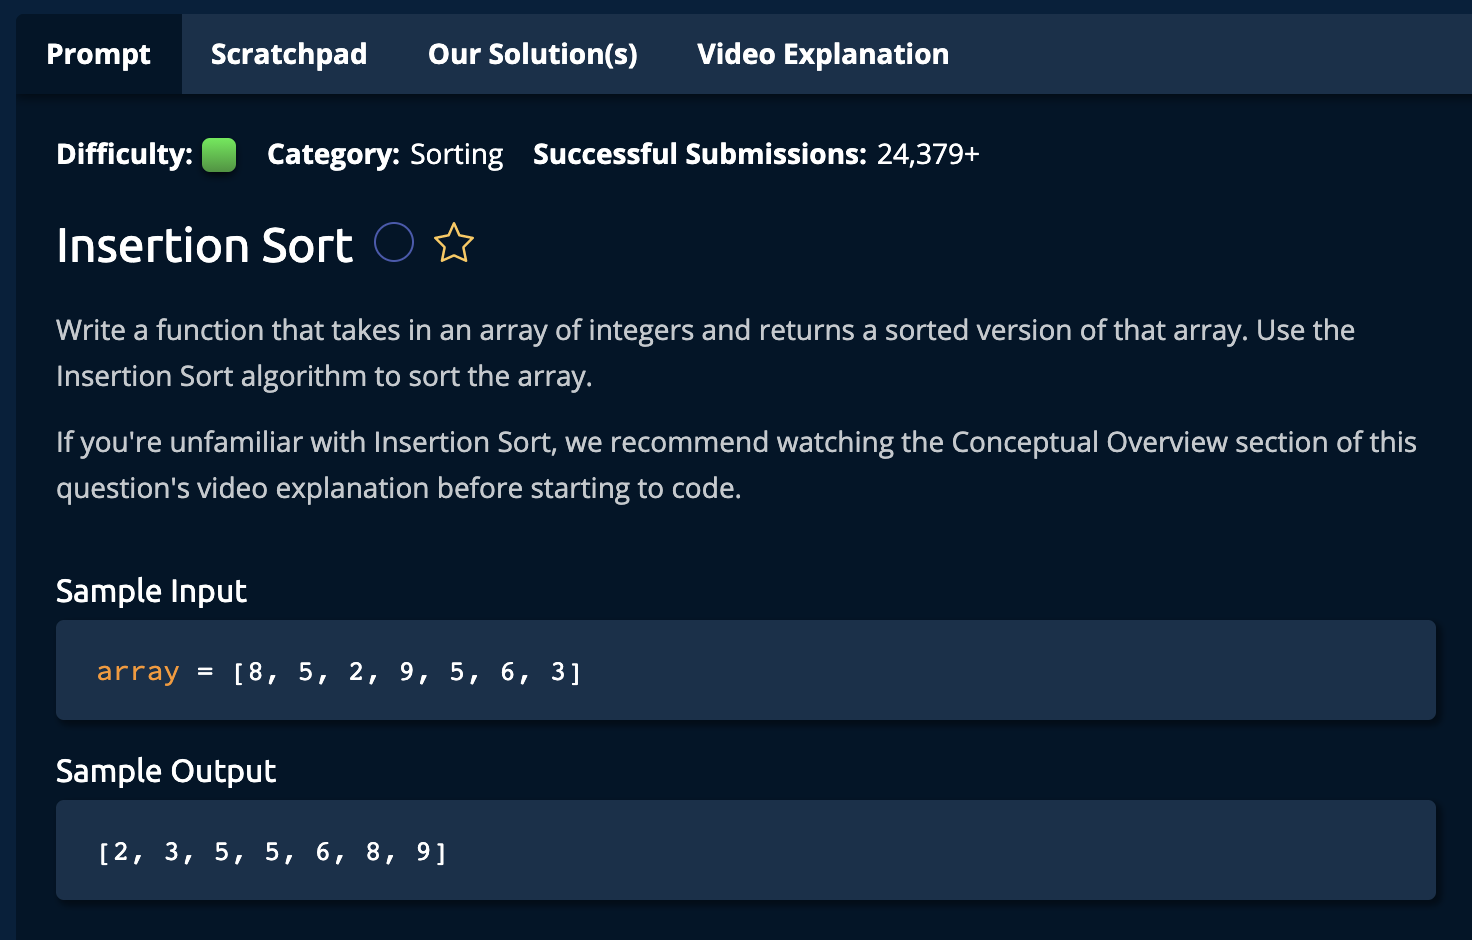 Prompt Scratchpad Our Solution(s) Video Explanation
Difficulty: Category: Sorting Successful Submissions: 24,379+
Insertion Sort
Write a function that takes in an array of integers and returns a sorted version of that array. Use the
Insertion Sort algorithm to sort the array.
If you're unfamiliar with Insertion Sort, we recommend watching the Conceptual Overview section of this
question's video explanation before starting to code.
Sample Input
array = [8, 5, 2, 9, 5, 6, 3]
Sample Output
[2, 3, 5, 5, 6, 8, 9]